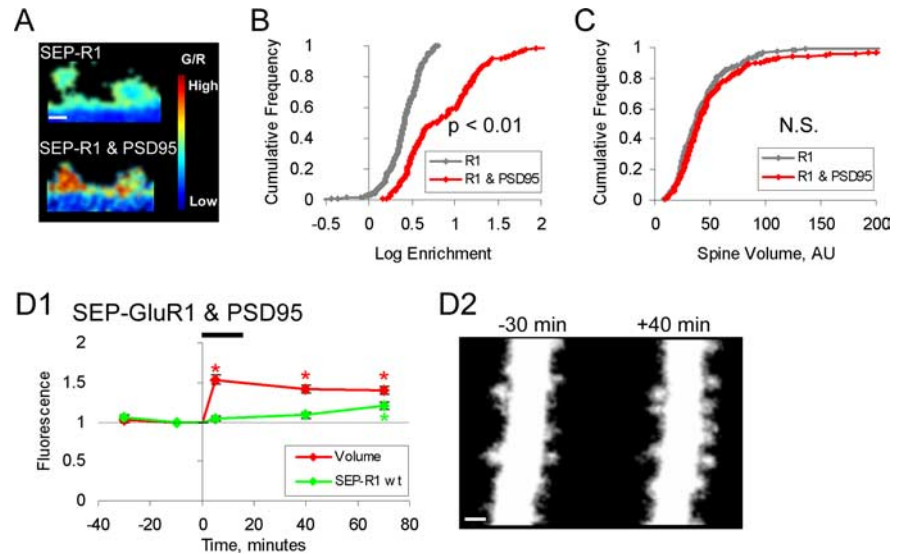 A
SEP-R1
G/R
High
SEP-R1 & PSD95
Low
B
Cumulative Frequency
1
0.8
0.6
0.4
0.2
0
p < 0.01
R1
R1 & PSD95
-0.5 0 0.5 1 1.5 2
Log Enrichment
C
Cumulative Frequency
1
0.8
0.6
0.4
0.2
0
N.S.
R1
R1 & PSD95
0 50 100 150 200
Spine Volume, AU
D1
SEP-GluR1 & PSD95
Fluorescence
2
1.5
1
0.5
0
* * *
*
Volume
SEP-R1 wt
-40 -20 0 20 40 60 80
Time, minutes
D2
-30 min +40 min